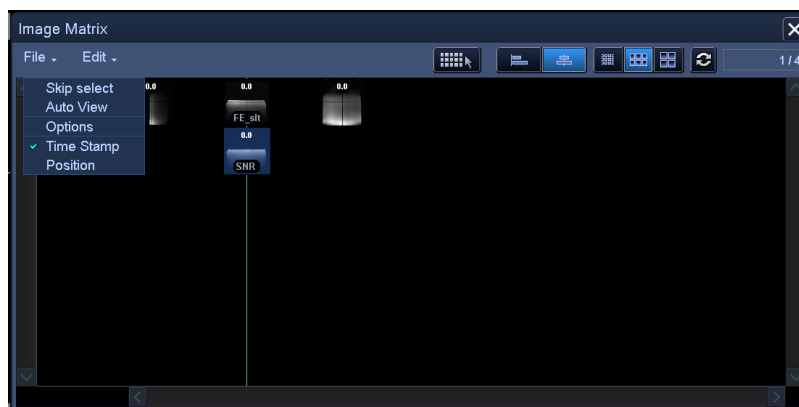 Image Matrix
File Edit
1 / 4
Skip select
Auto View
Options
Time Stamp
Position
0.0
0.0
0.0
FE_slt
0.0
SNR